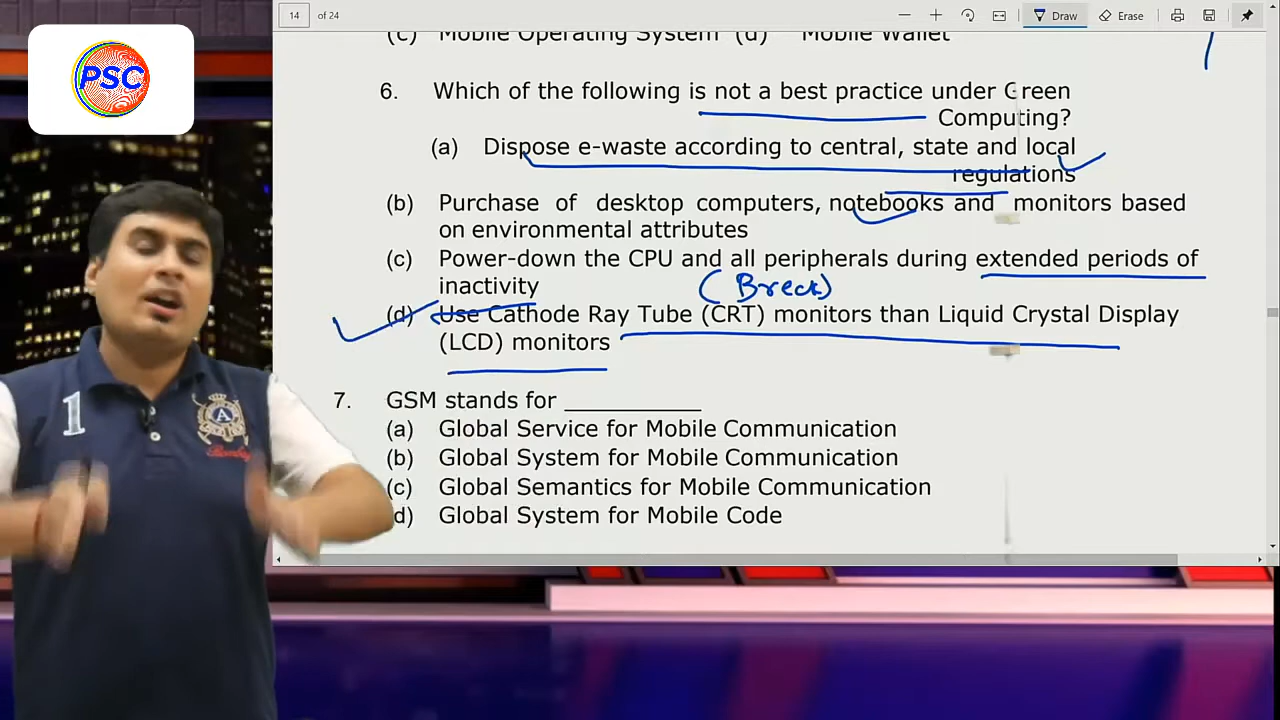 14 of 24
Draw
Erase
PSC
(c) Mobile Operating System (d) Mobile Wallet
6. Which of the following is not a best practice under Green
Computing?
(a) Dispose e-waste according to central, state and local
regulations
(b) Purchase of desktop computers, notebooks and monitors based
on environmental attributes
(c) Power-down the CPU and all peripherals during extended periods of
inactivity (Break)
(d) Use Cathode Ray Tube (CRT) monitors than Liquid Crystal Display
(LCD) monitors
7. GSM stands for ___________
(a) Global Service for Mobile Communication
(b) Global System for Mobile Communication
(c) Global Semantics for Mobile Communication
d) Global System for Mobile Code
1
A
Bombay